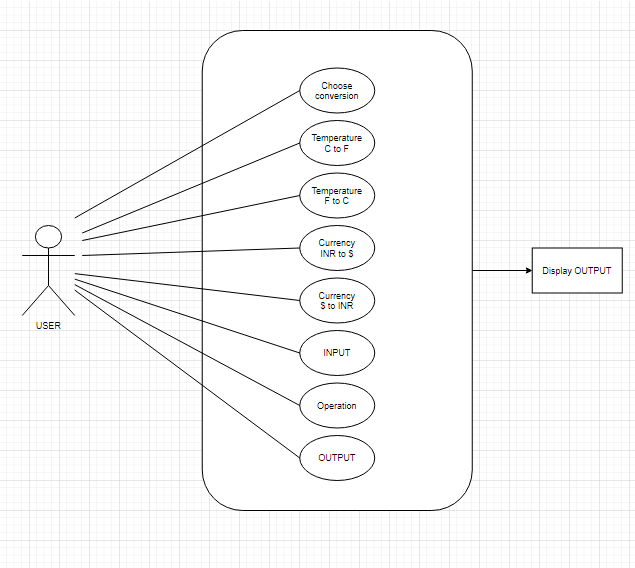 Choose
conversion
Temperature
C to F
Temperature
F to C
Currency
INR to $
Currency
$ to INR
INPUT
Operation
OUTPUT
USER
Display OUTPUT